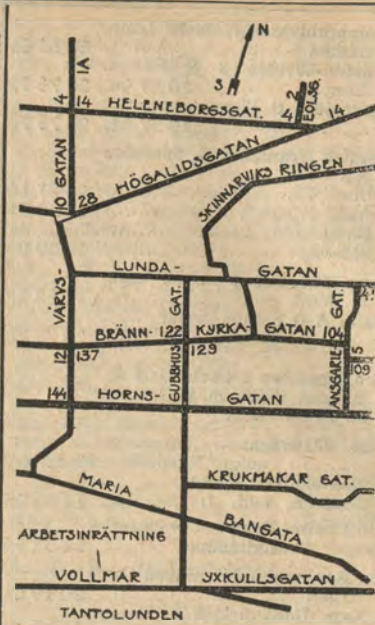 N
S
1A
4
14
HELENEBORGSGAT.
2
4
EOLSG.
14
10 GATAN
28
HÖGALIDSGATAN
SKINNARVIKS RINGEN
LUNDA- GATAN
VARVS-
GUBBHUS GAT.
BRÄNN- 122 KYRKA- GATAN 104
12
137
129
ANSGARIE- GAT.
5
109
144
HORNS- GATAN
KRUKMAKAR GAT.
MARIA BANGATA
ARBETSINRÄTTNING
VOLLMAR YXKULLSGATAN
TANTOLUNDEN